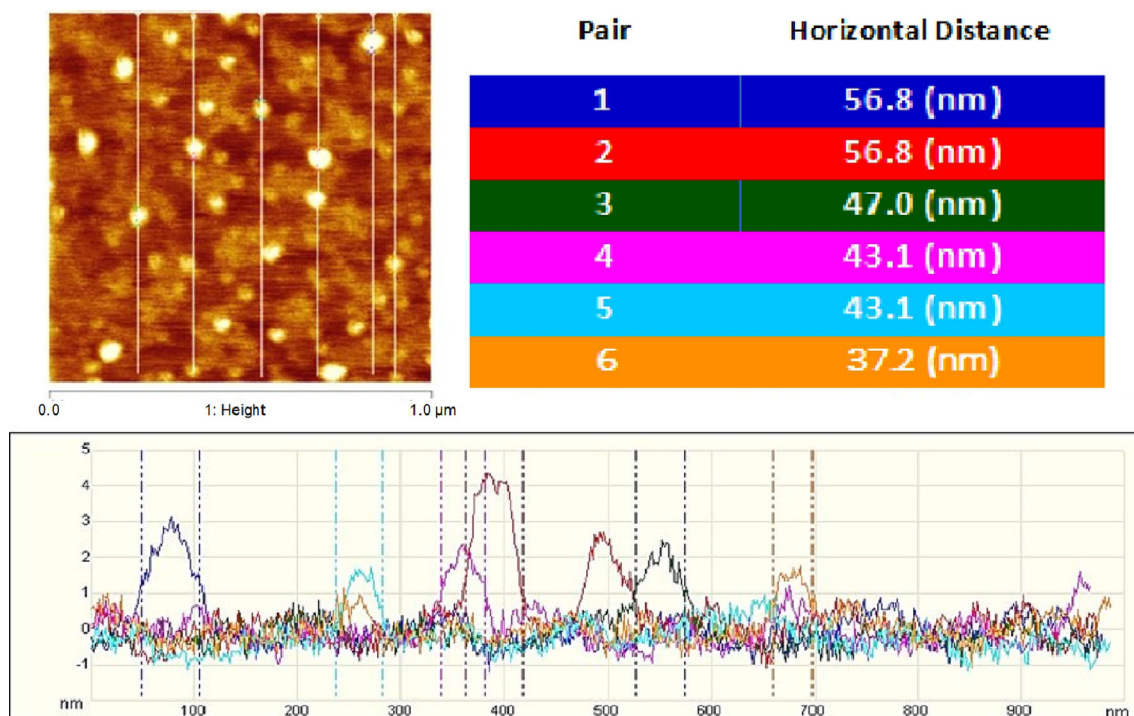 Pair Horizontal Distance
1 56.8 (nm)
2 56.8 (nm)
3 47.0 (nm)
4 43.1 (nm)
5 43.1 (nm)
6 37.2 (nm)
0.0 1: Height 1.0 µm
5
4
3
2
1
0
-1
nm 100 200 300 400 500 600 700 800 900 nm